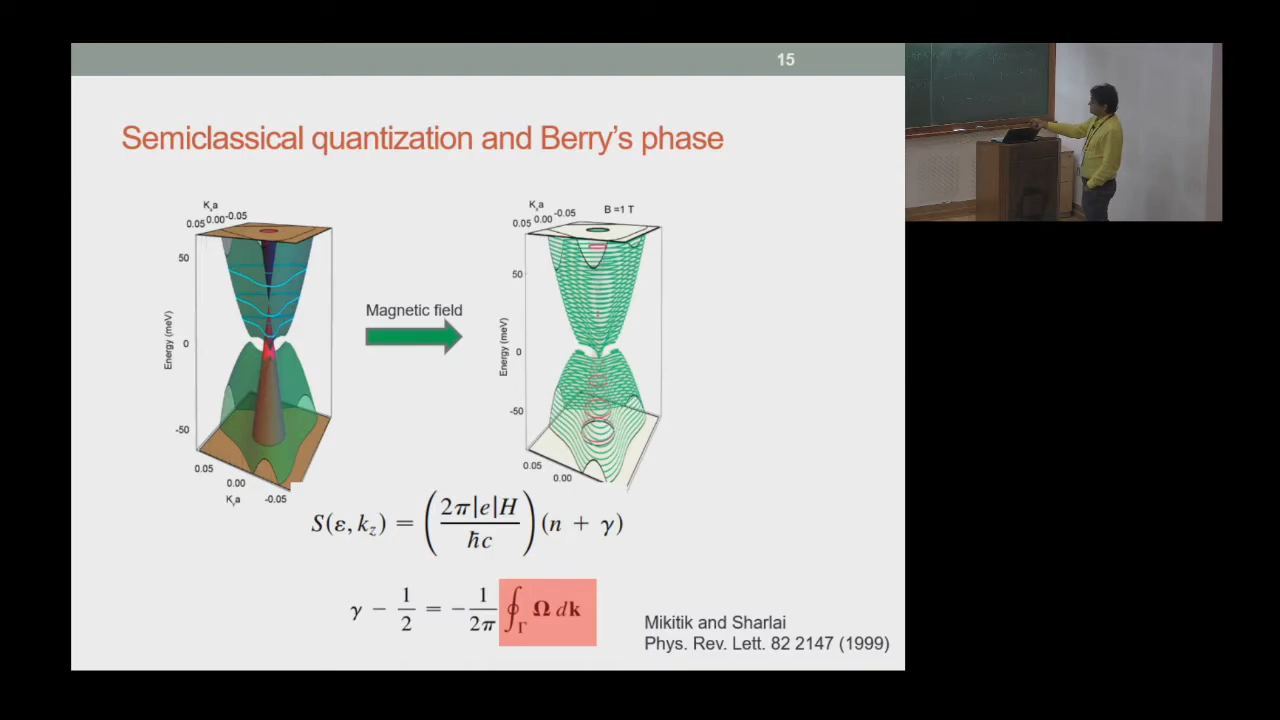 15
Semiclassical quantization and Berry's phase
Kxa
0.05 0.00 -0.05
50
0
-50
Energy (meV)
0.05
0.00
-0.05
Kya
Magnetic field
Kxa
0.05 0.00 -0.05
B =1 T
50
0
-50
Energy (meV)
0.05
0.00
S(ε, k_z) = (2π|e|H / ħc) (n + γ)
γ − 1/2 = − 1/2π ∮_Γ Ω dk
Mikitik and Sharlai
Phys. Rev. Lett. 82 2147 (1999)